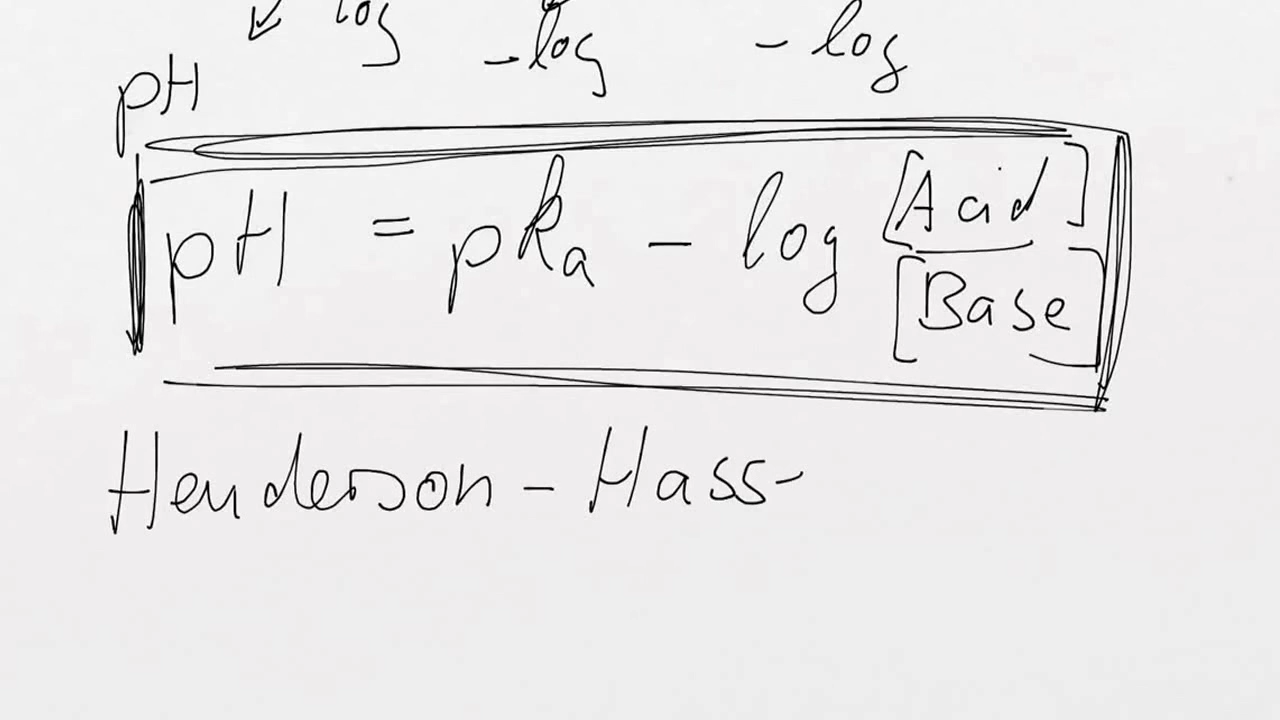 log -log - log
pH
pH = pka - log [Acid]
[Base]
Henderson - Hass-